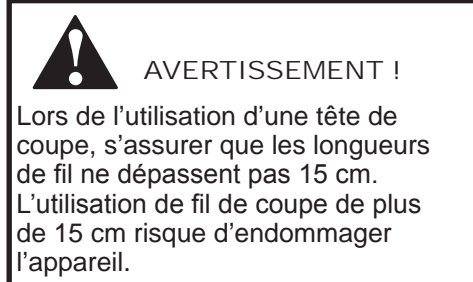 AVERTISSEMENT !
Lors de l’utilisation d’une tête de
coupe, s’assurer que les longueurs
de fil ne dépassent pas 15 cm.
L’utilisation de fil de coupe de plus
de 15 cm risque d’endommager
l’appareil.